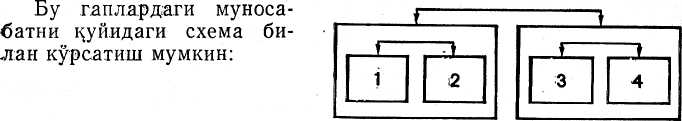 Бу гаплардаги муноса-
батни қуйидаги схема би-
лан кўрсатиш мумкин:
1 2 3 4